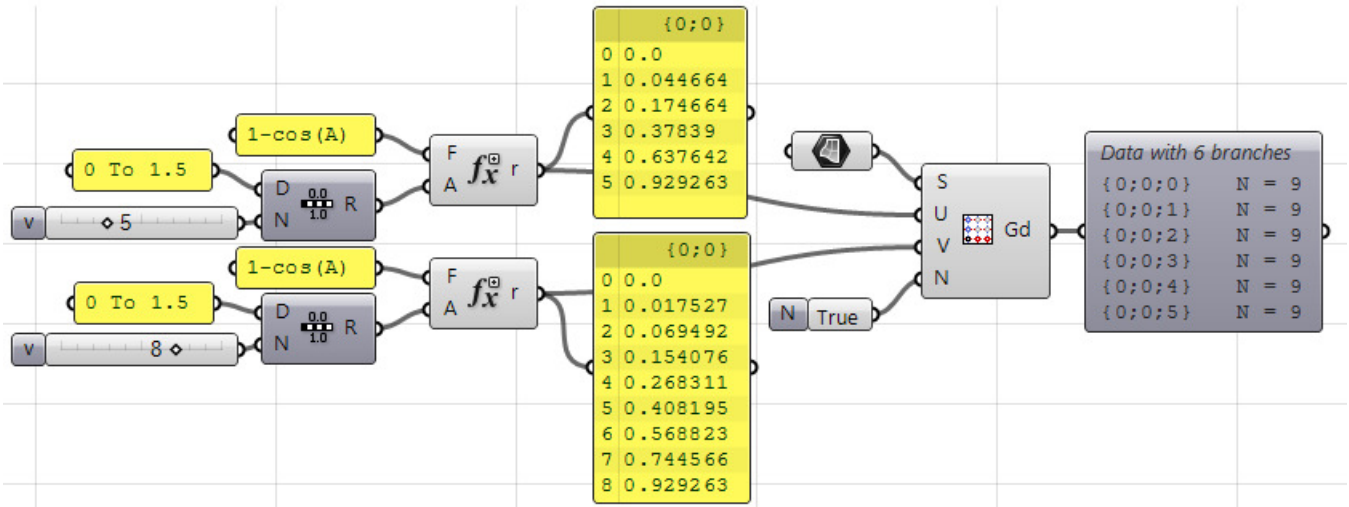 {0;0}
0 0.0
1 0.044664
2 0.174664
3 0.37839
4 0.637642
5 0.929263
1-cos(A)
0 To 1.5
D
N
0.0
1.0
R
F
A
fx
r
v
5
S
U
V
N
Gd
Data with 6 branches
{0;0;0} N = 9
{0;0;1} N = 9
{0;0;2} N = 9
{0;0;3} N = 9
{0;0;4} N = 9
{0;0;5} N = 9
{0;0}
0 0.0
1 0.017527
2 0.069492
3 0.154076
4 0.268311
5 0.408195
6 0.568823
7 0.744566
8 0.929263
1-cos(A)
0 To 1.5
D
N
0.0
1.0
R
F
A
fx
r
v
8
N True